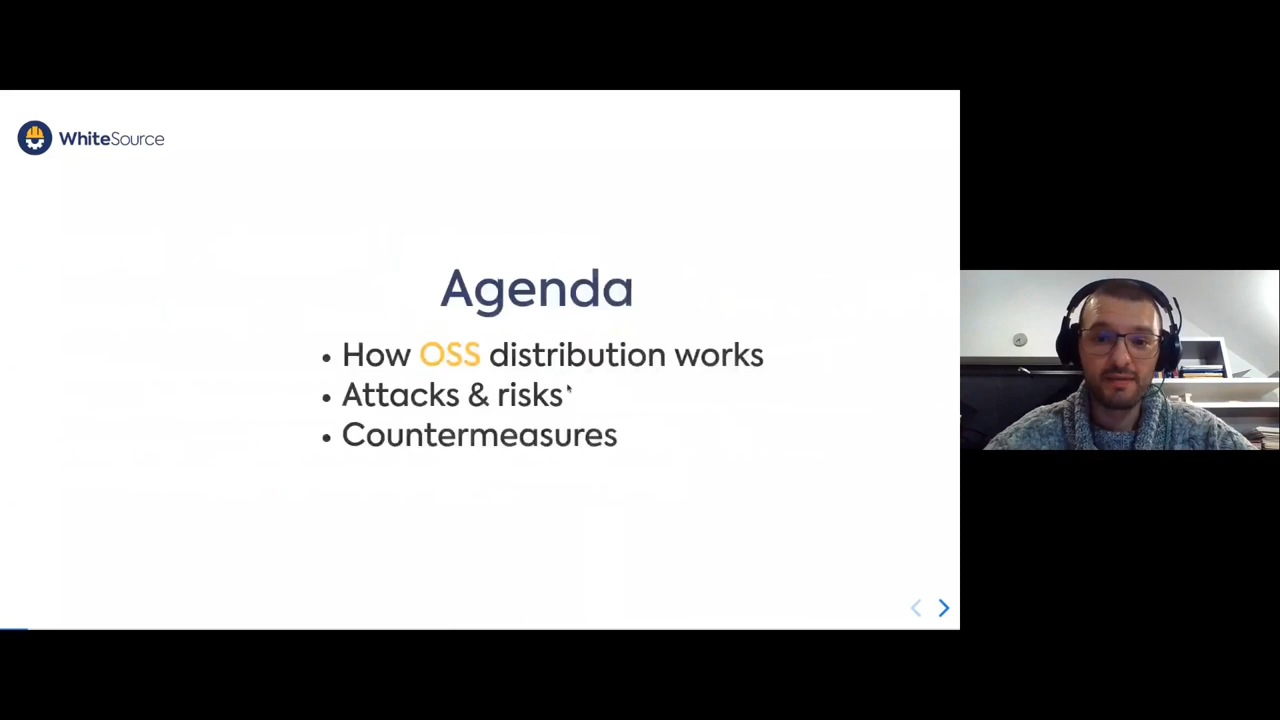 WhiteSource
Agenda
• How OSS distribution works
• Attacks & risks
• Countermeasures